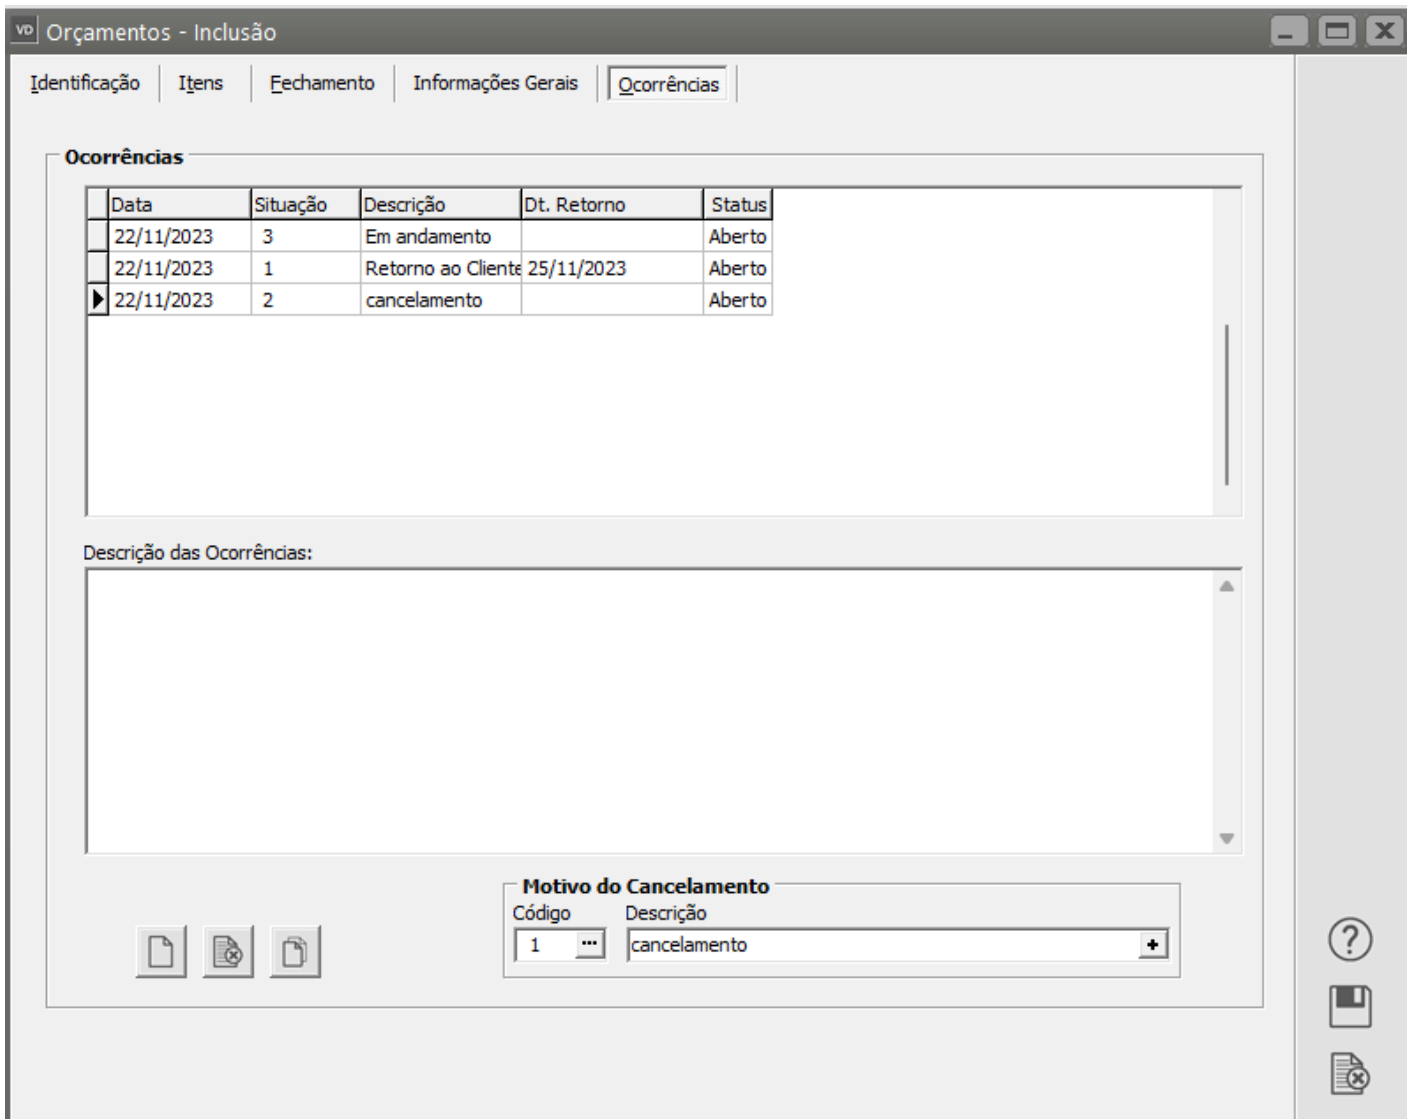 VD Orçamentos - Inclusão
Identificação Itens Fechamento Informações Gerais Ocorrências
Ocorrências
Data Situação Descrição Dt. Retorno Status
22/11/2023 3 Em andamento Aberto
22/11/2023 1 Retorno ao Cliente 25/11/2023 Aberto
22/11/2023 2 cancelamento Aberto
Descrição das Ocorrências:
Motivo do Cancelamento
Código Descrição
1 ... cancelamento +
?